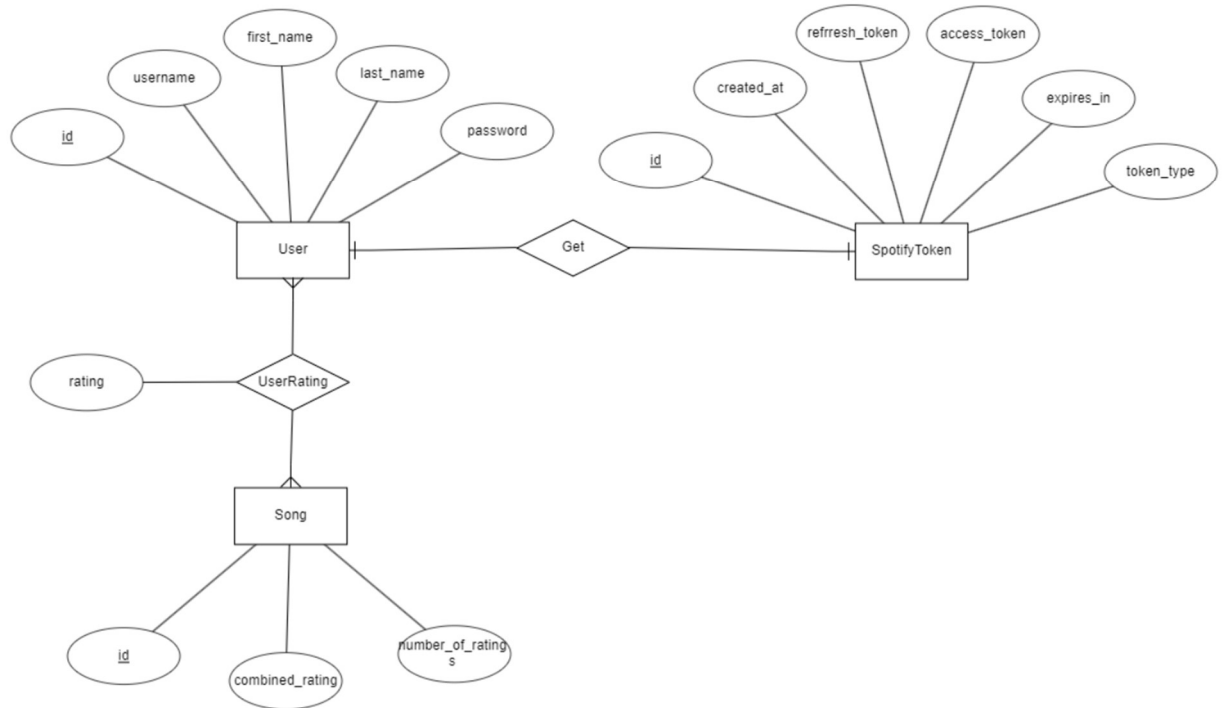 first_name
username
last_name
id
password
refrresh_token
access_token
created_at
expires_in
id
token_type
User
Get
SpotifyToken
rating
UserRating
Song
id
combined_rating
number_of_rating
s